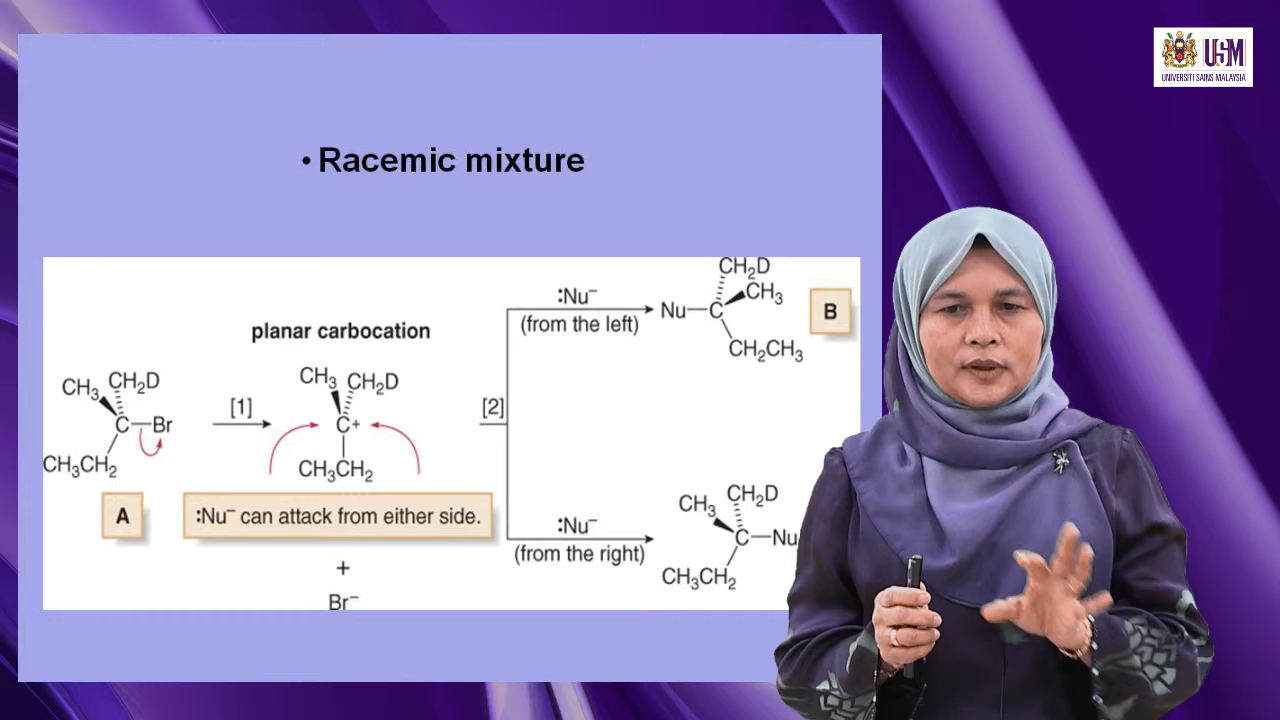 USM
UNIVERSITI SAINS MALAYSIA
• Racemic mixture
planar carbocation
CH₃ CH₂D
C—Br
CH₃CH₂
A
[1]
CH₃ CH₂D
C+
CH₃CH₂
:Nu⁻ can attack from either side.
+
Br⁻
[2]
:Nu⁻
(from the left)
CH₂D
CH₃
Nu—C
CH₂CH₃
B
:Nu⁻
(from the right)
CH₃ CH₂D
C—Nu
CH₃CH₂